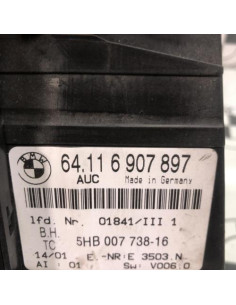 BMW
64.11 6 907 897
AUC Made in Germany
lfd. Nr. 01841/III 1
B.H.
TC 5HB 007 738-16
14/01 E.-NR:E 3503.N
AI : 01 SW: V006.0